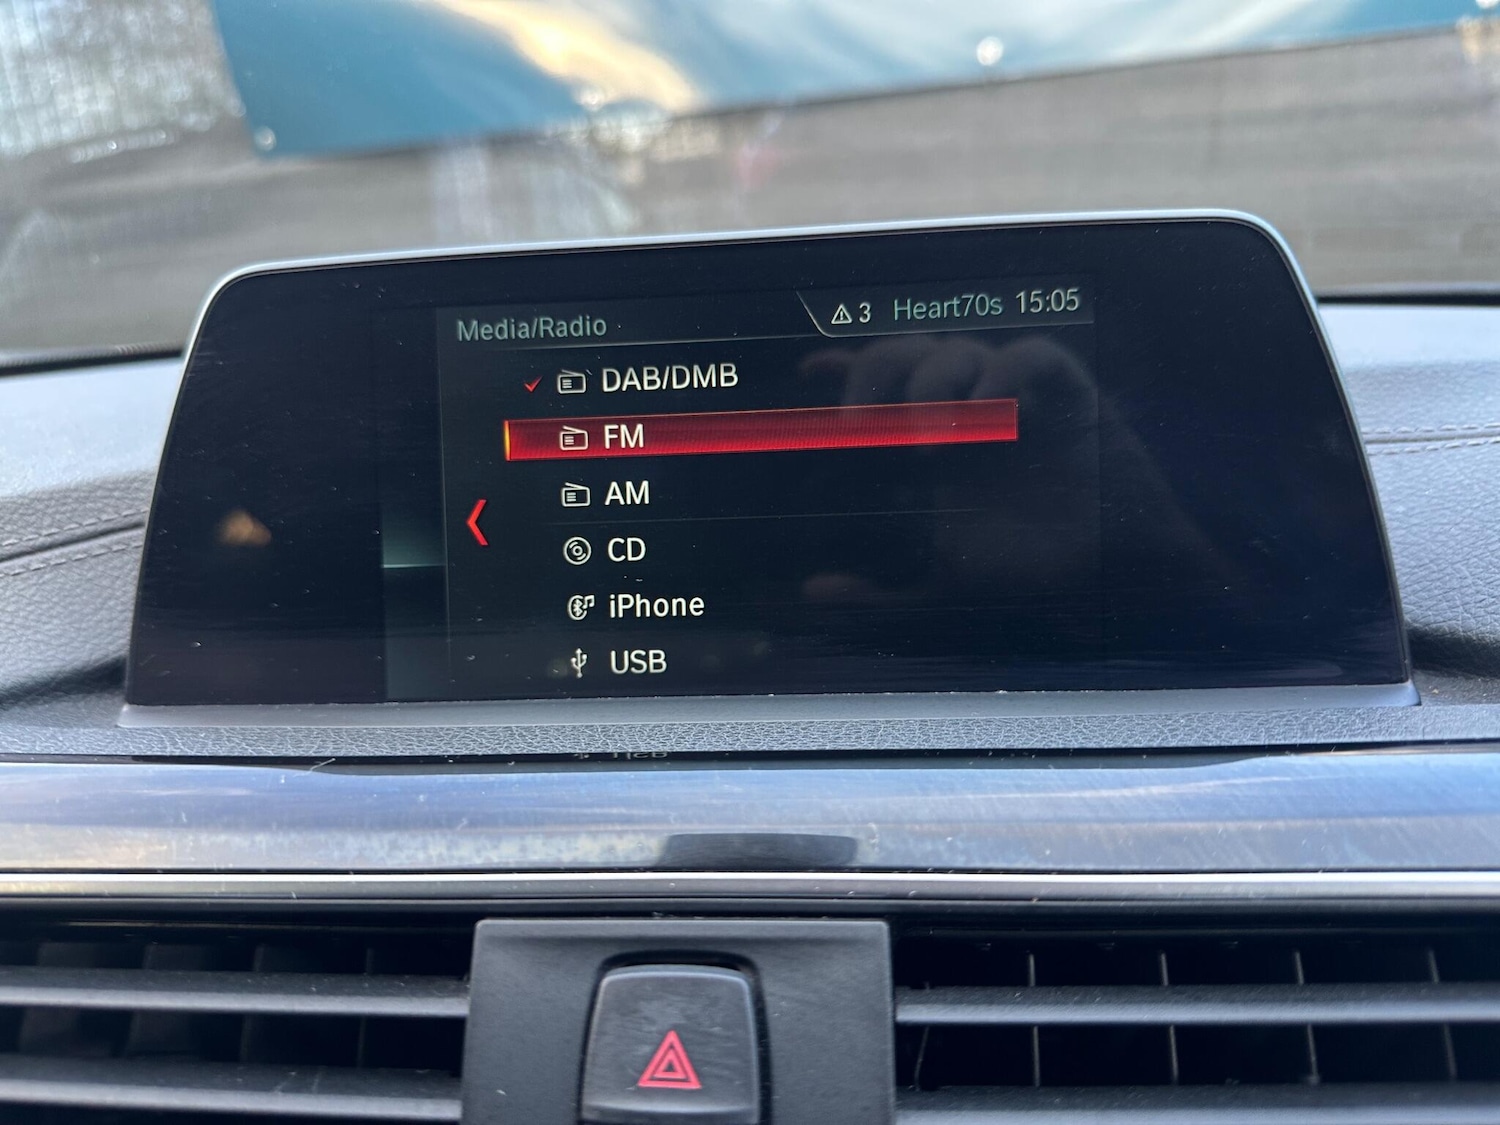 Media/Radio 3 Heart70s 15:05
DAB/DMB
FM
AM
CD
iPhone
USB